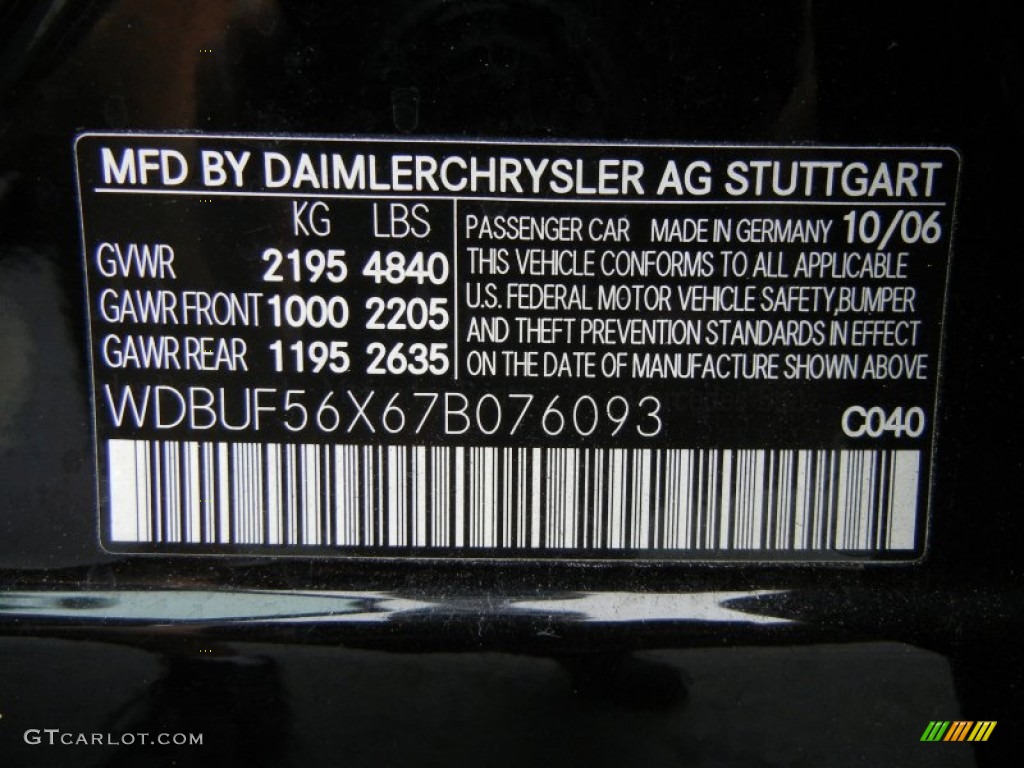 MFD BY DAIMLERCHRYSLER AG STUTTGART
KG LBS
GVWR 2195 4840
GAWR FRONT 1000 2205
GAWR REAR 1195 2635
PASSENGER CAR MADE IN GERMANY 10/06
THIS VEHICLE CONFORMS TO ALL APPLICABLE
U.S. FEDERAL MOTOR VEHICLE SAFETY,BUMPER
AND THEFT PREVENTION STANDARDS IN EFFECT
ON THE DATE OF MANUFACTURE SHOWN ABOVE
WDBUF56X67B076093 C040
GTCARLOT.COM